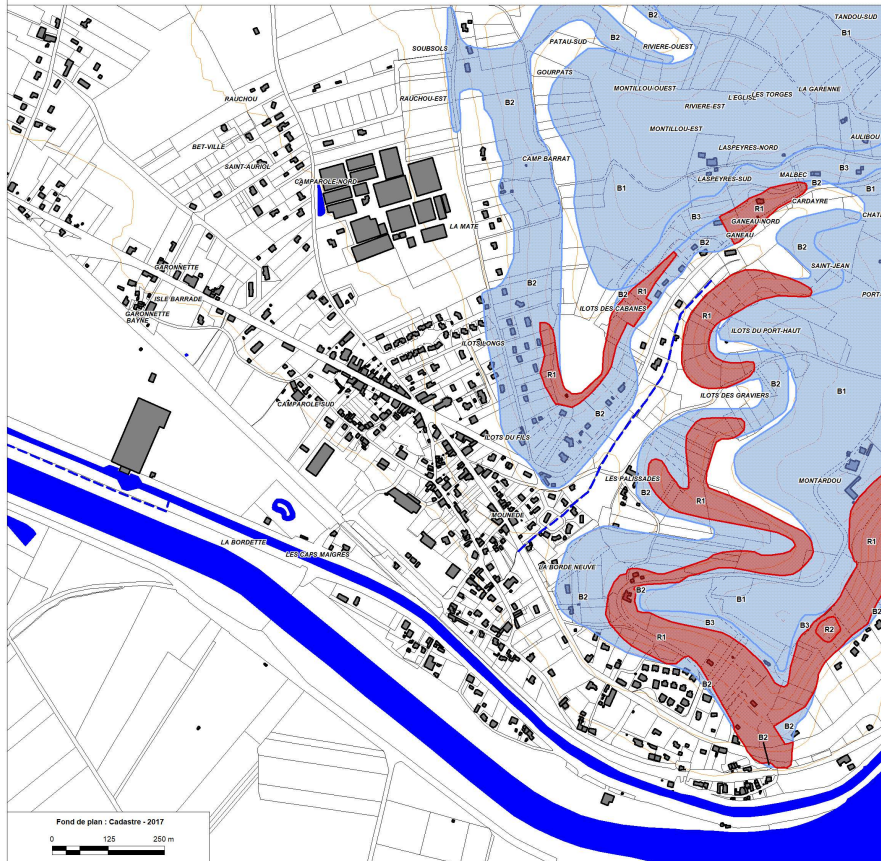 TANDOU-SUD
B2
B1
SOUBSOLS
PATAU-SUD
B2
RIVIERE-OUEST
B2
GOURPATS
MONTILLOU-OUEST
LA GARENNE
L'EGLISE
LES TORGES
RIVIERE-EST
RAUCHOU
RAUCHOU-EST
MONTILLOU-EST
AULIBOU
BET-VILLE
LASPEYRES-NORD
CAMP BARRAT
SAINT-AURIOL
B3
MALBEC
CAMPAROLE-NORD
LASPEYRES-SUD
B2
B1
B1
CARDAYRE
R1
B3
GANEAU-NORD
LA MATE
GANEAU
B2
B2
SAINT-JEAN
GARONNETTE
B2
R1
B2
ISLE BARRADE
ILOTS DES CABANES
GARONNETTE
BAYNE
R1
ILOTS DU PORT-HAUT
ILOTS LONGS
R1
B1
ILOTS DES GRAVIERS
CAMPAROLE-SUD
B2
ILOTS DU FILS
LES PALISSADES
MONTARDOU
B2
R1
MOUNEDE
LA BORDETTE
R1
LES CAPS MAIGRES
LA BORDE NEUVE
B2
B2
B1
B2
B3
B3
R2
R1
B2
B2
B2
Fond de plan : Cadastre - 2017
0 125 250 m